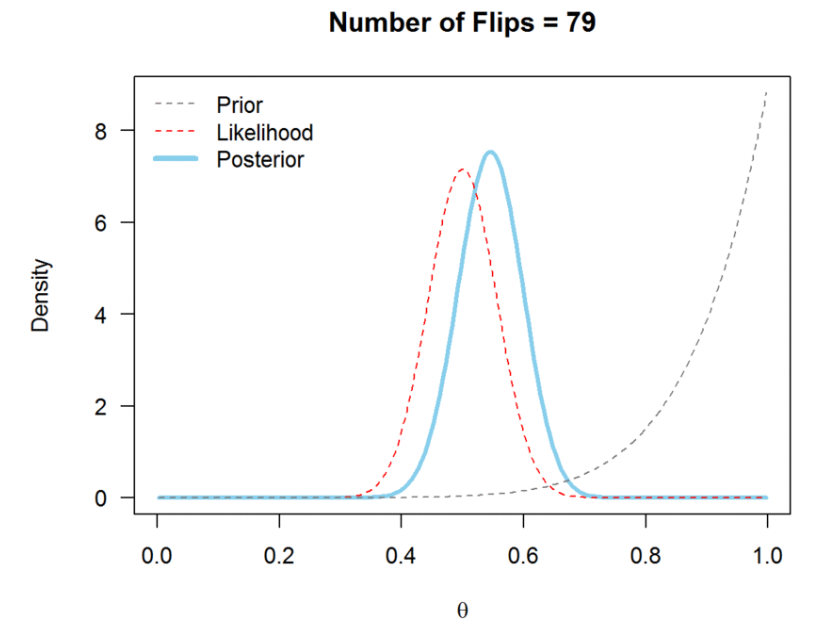 Number of Flips = 79
Prior
Likelihood
Posterior
Density
8
6
4
2
0
0.0 0.2 0.4 0.6 0.8 1.0
θ